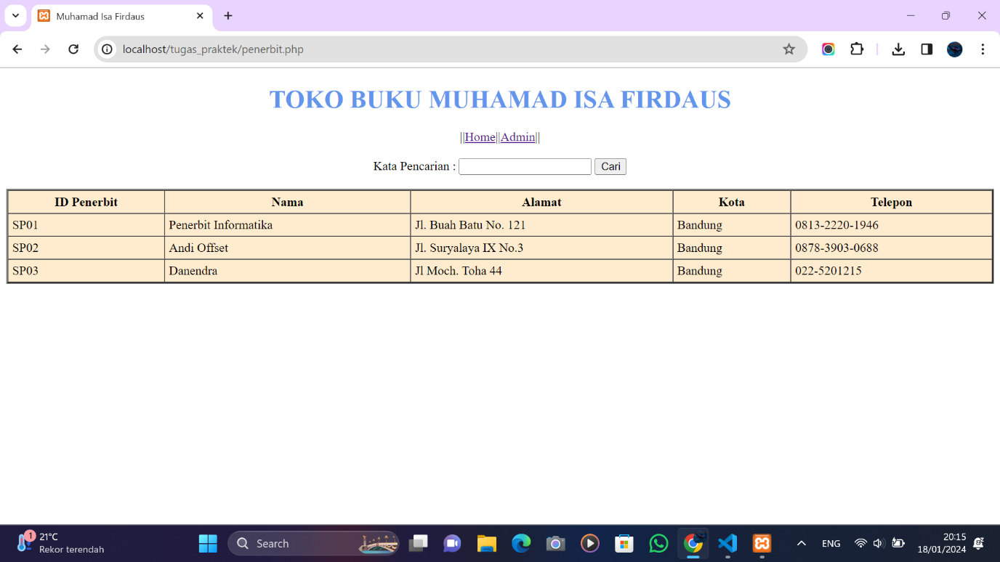 Muhamad Isa Firdaus
localhost/tugas_praktek/penerbit.php
TOKO BUKU MUHAMAD ISA FIRDAUS
||Home||Admin||
Kata Pencarian : Cari
ID Penerbit Nama Alamat Kota Telepon
SP01 Penerbit Informatika Jl. Buah Batu No. 121 Bandung 0813-2220-1946
SP02 Andi Offset Jl. Suryalaya IX No.3 Bandung 0878-3903-0688
SP03 Danendra Jl Moch. Toha 44 Bandung 022-5201215
1 21°C
Rekor terendah
Search
ENG
20:15
18/01/2024